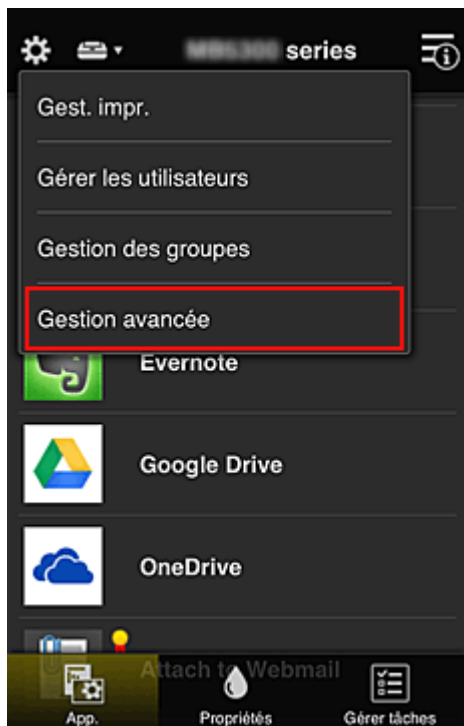 series
Gest. impr.
Gérer les utilisateurs
Gestion des groupes
Gestion avancée
Evernote
Google Drive
OneDrive
Attach to Webmail
App.
Propriétés
Gérer tâches